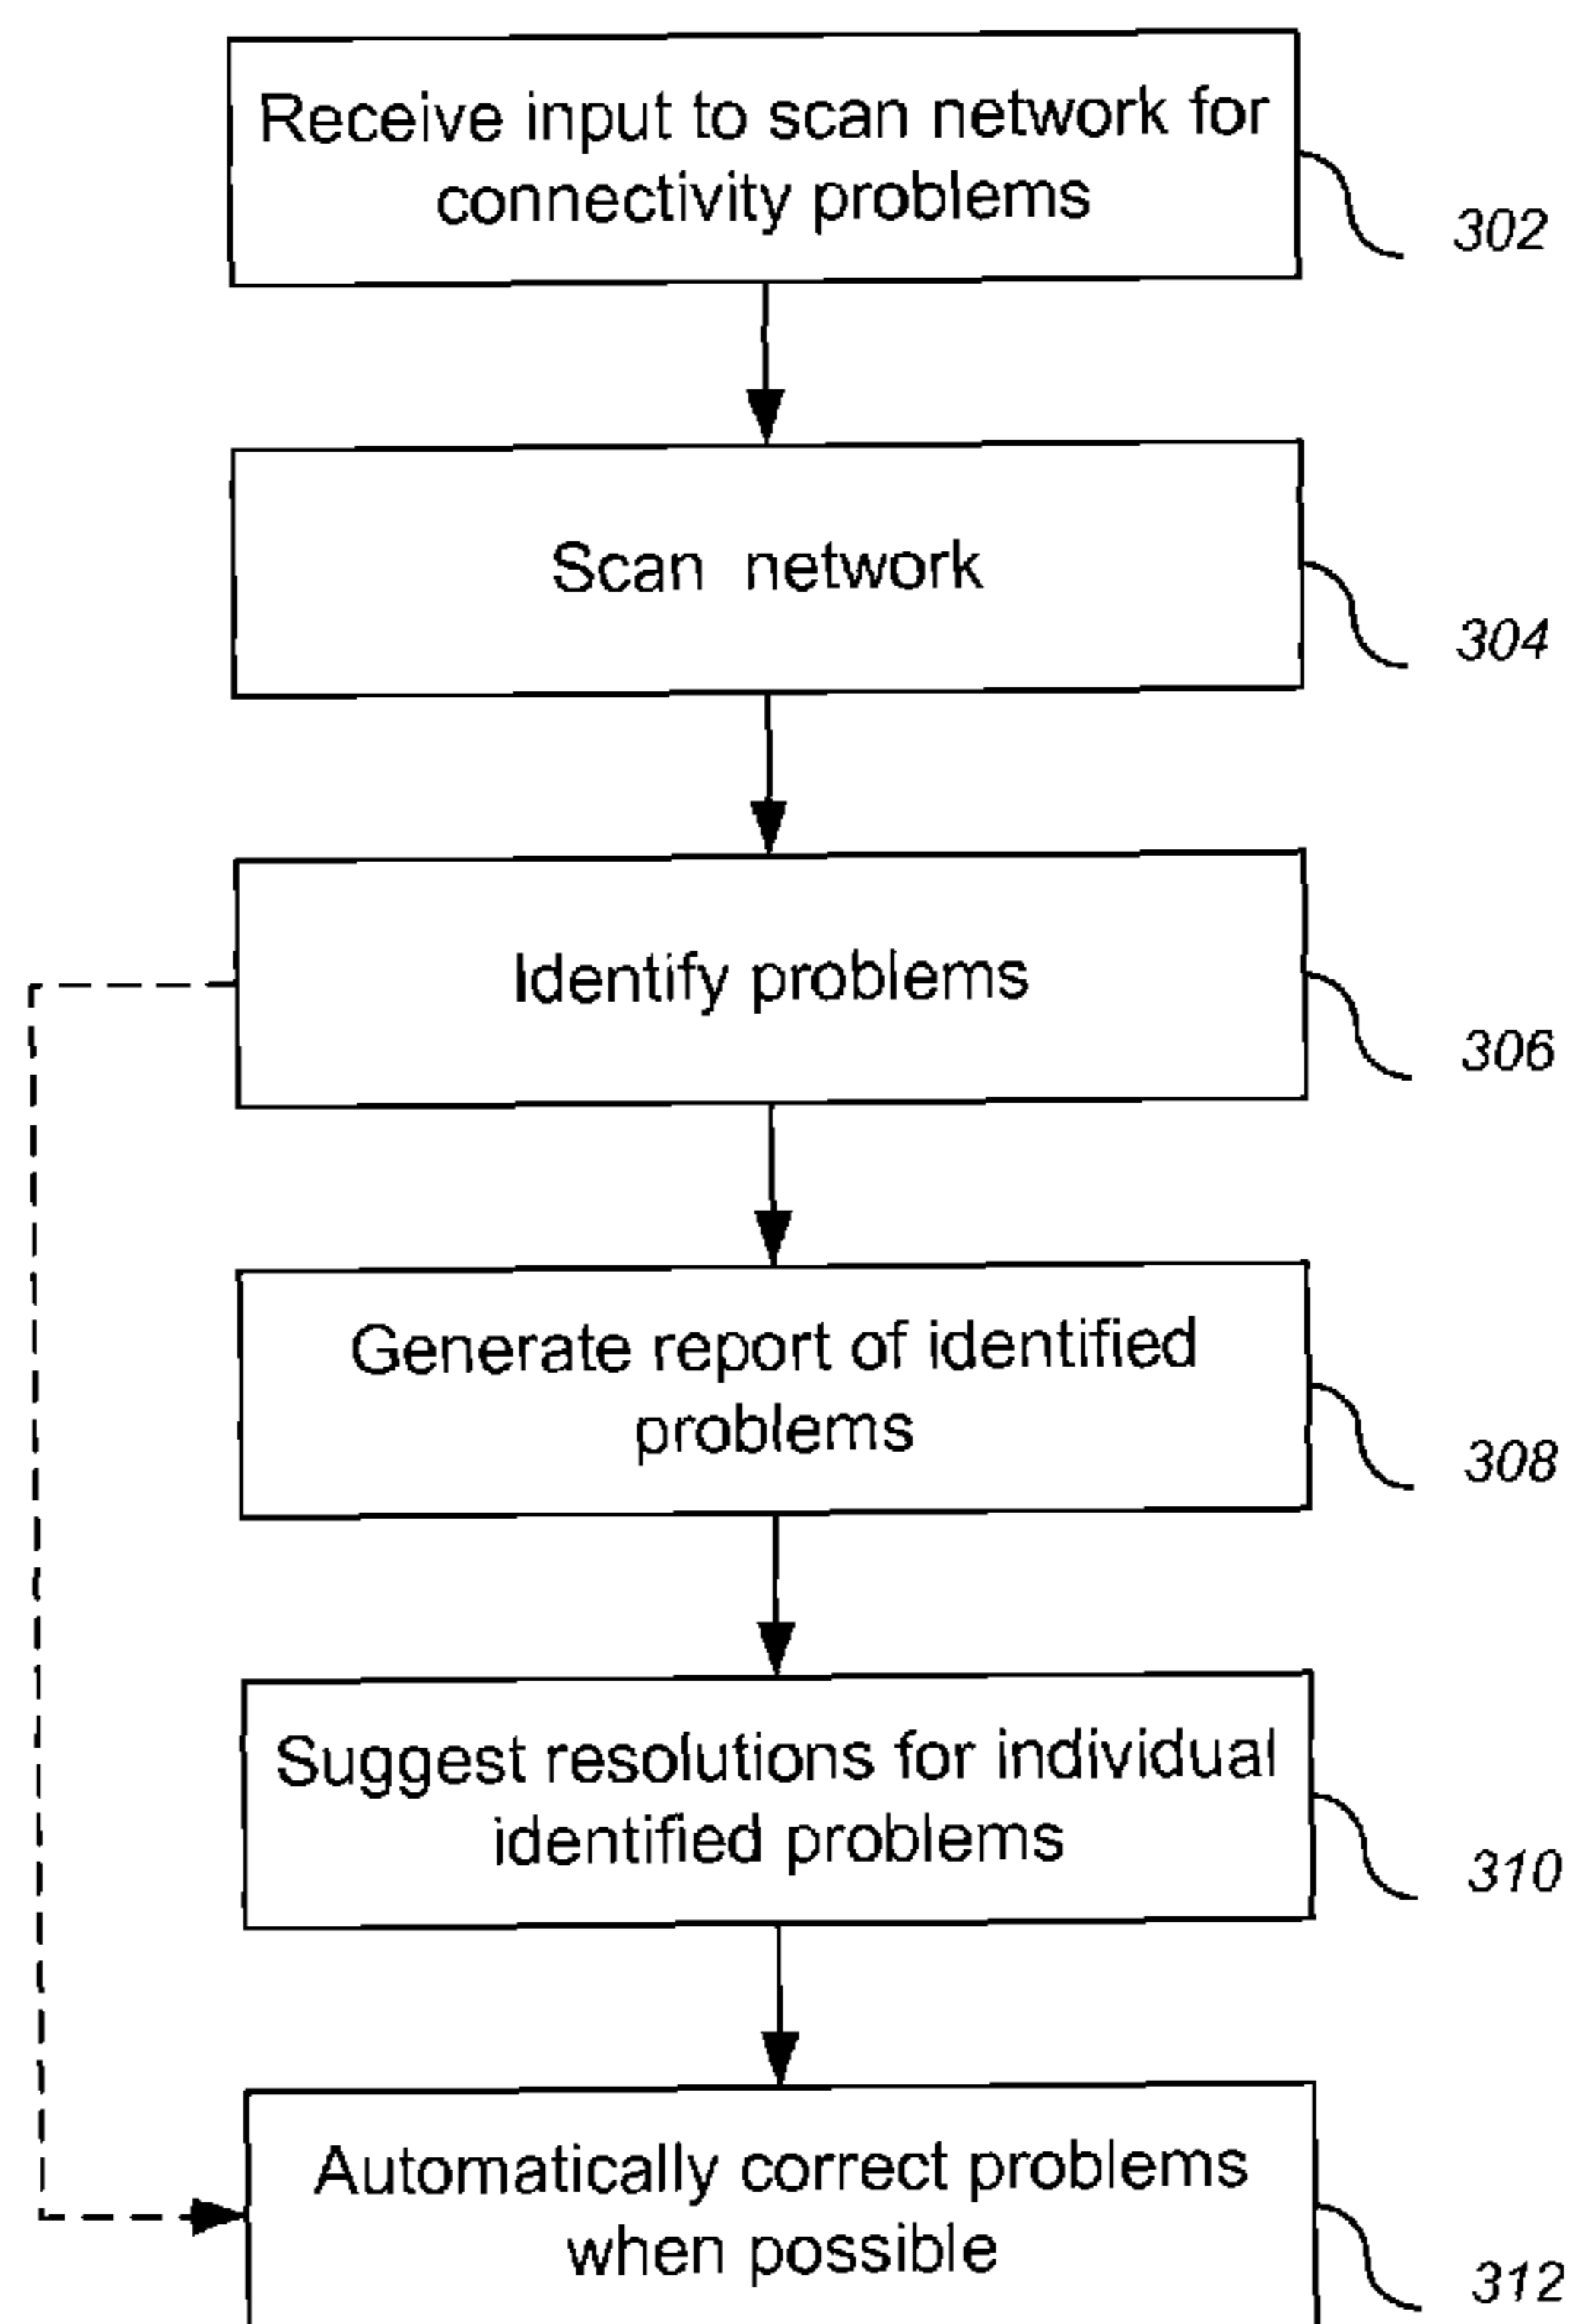 Receive input to scan network for
connectivity problems
302
Scan network
304
Identify problems
306
Generate report of identified
problems
308
Suggest resolutions for individual
identified problems
310
Automatically correct problems
when possible
312